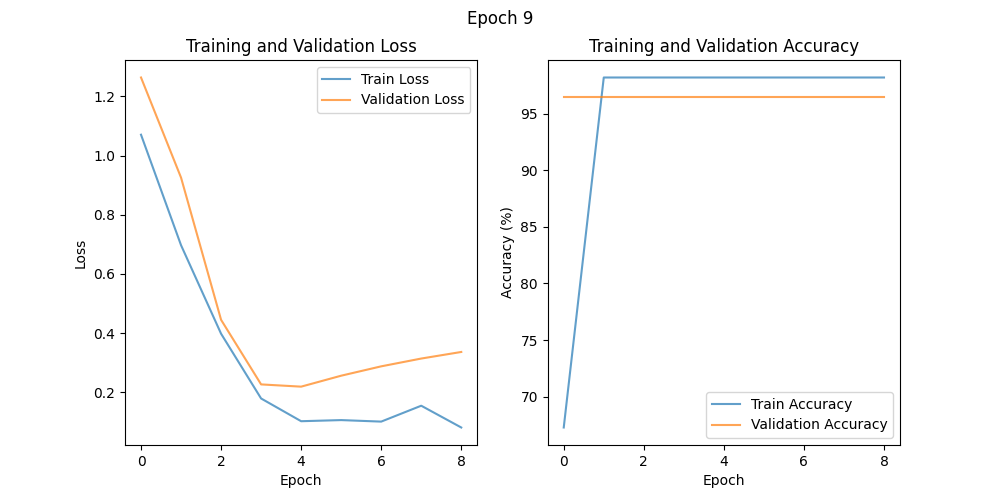 Epoch 9
Training and Validation Loss
Train Loss
Validation Loss
1.2
1.0
0.8
0.6
0.4
0.2
Loss
0 2 4 6 8
Epoch
Training and Validation Accuracy
95
90
85
80
75
70
Accuracy (%)
Train Accuracy
Validation Accuracy
0 2 4 6 8
Epoch